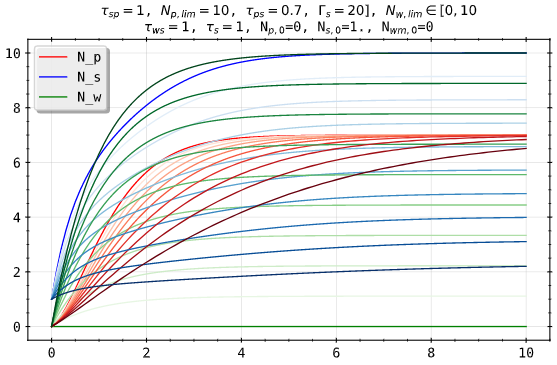 τ_sp = 1, N_p,lim = 10, τ_ps = 0.7, Γ_s = 20], N_w,lim ∈ [0, 10
τ_ws = 1, τ_s = 1, N_p,0=0, N_s,0=1., N_wm,0=0
N_p
N_s
N_w
10
8
6
4
2
0
0 2 4 6 8 10